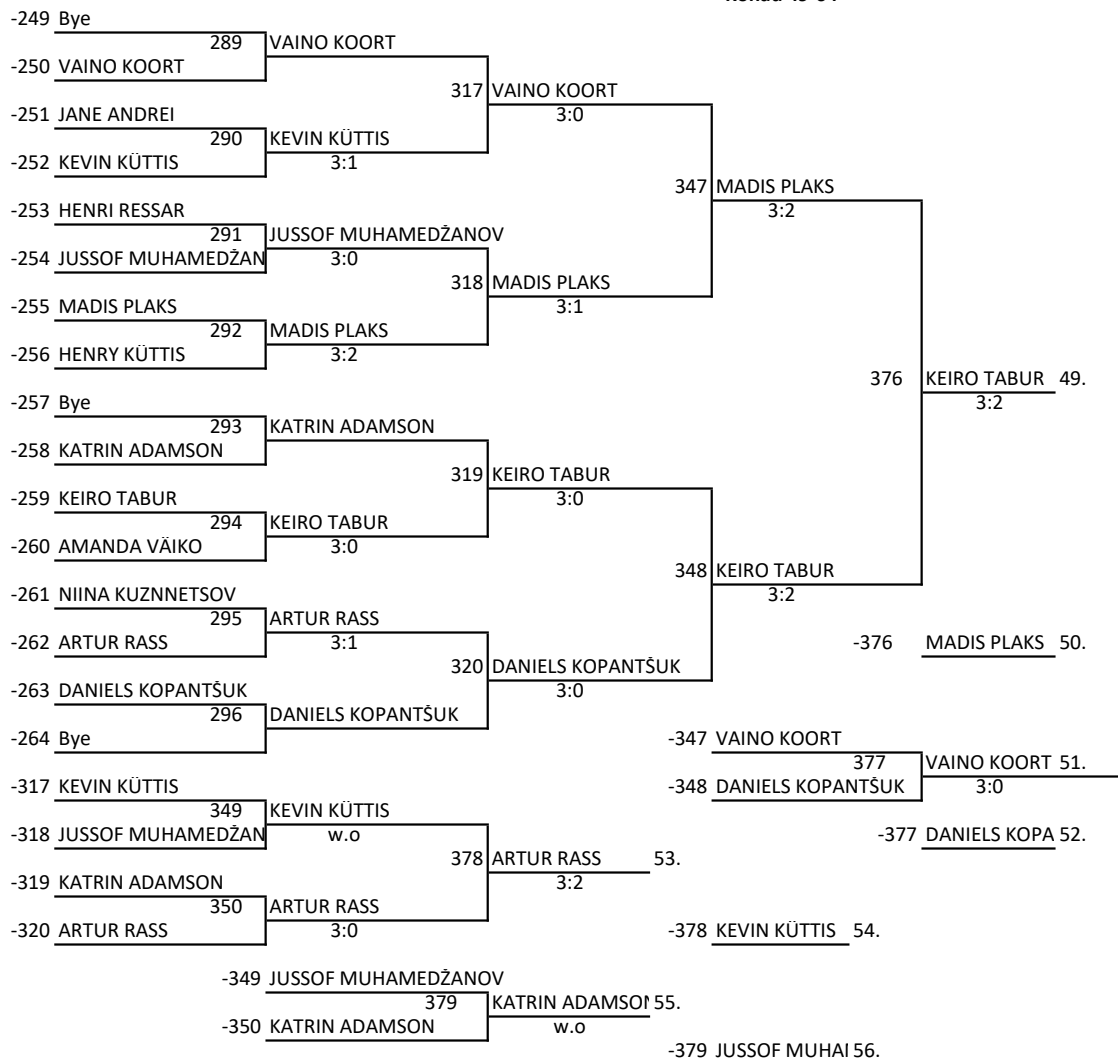 -249 Bye
289 VAINO KOORT
-250 VAINO KOORT
317 VAINO KOORT
-251 JANE ANDREI 3:0
290 KEVIN KÜTTIS
-252 KEVIN KÜTTIS 3:1
347 MADIS PLAKS
-253 HENRI RESSAR 3:2
291 JUSSOF MUHAMEDŽANOV
-254 JUSSOF MUHAMEDŽAN 3:0
318 MADIS PLAKS
-255 MADIS PLAKS 3:1
292 MADIS PLAKS
-256 HENRY KÜTTIS 3:2
376 KEIRO TABUR 49.
-257 Bye 3:2
293 KATRIN ADAMSON
-258 KATRIN ADAMSON
319 KEIRO TABUR
-259 KEIRO TABUR 3:0
294 KEIRO TABUR
-260 AMANDA VÄIKO 3:0
348 KEIRO TABUR
-261 NIINA KUZNNETSOV 3:2
295 ARTUR RASS
-262 ARTUR RASS 3:1 -376 MADIS PLAKS 50.
320 DANIELS KOPANTŠUK
-263 DANIELS KOPANTŠUK 3:0
296 DANIELS KOPANTŠUK
-264 Bye -347 VAINO KOORT
377 VAINO KOORT 51.
-317 KEVIN KÜTTIS -348 DANIELS KOPANTŠUK 3:0
349 KEVIN KÜTTIS
-318 JUSSOF MUHAMEDŽAN w.o -377 DANIELS KOPA 52.
378 ARTUR RASS 53.
-319 KATRIN ADAMSON 3:2
350 ARTUR RASS
-320 ARTUR RASS 3:0 -378 KEVIN KÜTTIS 54.
-349 JUSSOF MUHAMEDŽANOV
379 KATRIN ADAMSON 55.
-350 KATRIN ADAMSON w.o
-379 JUSSOF MUHAI 56.